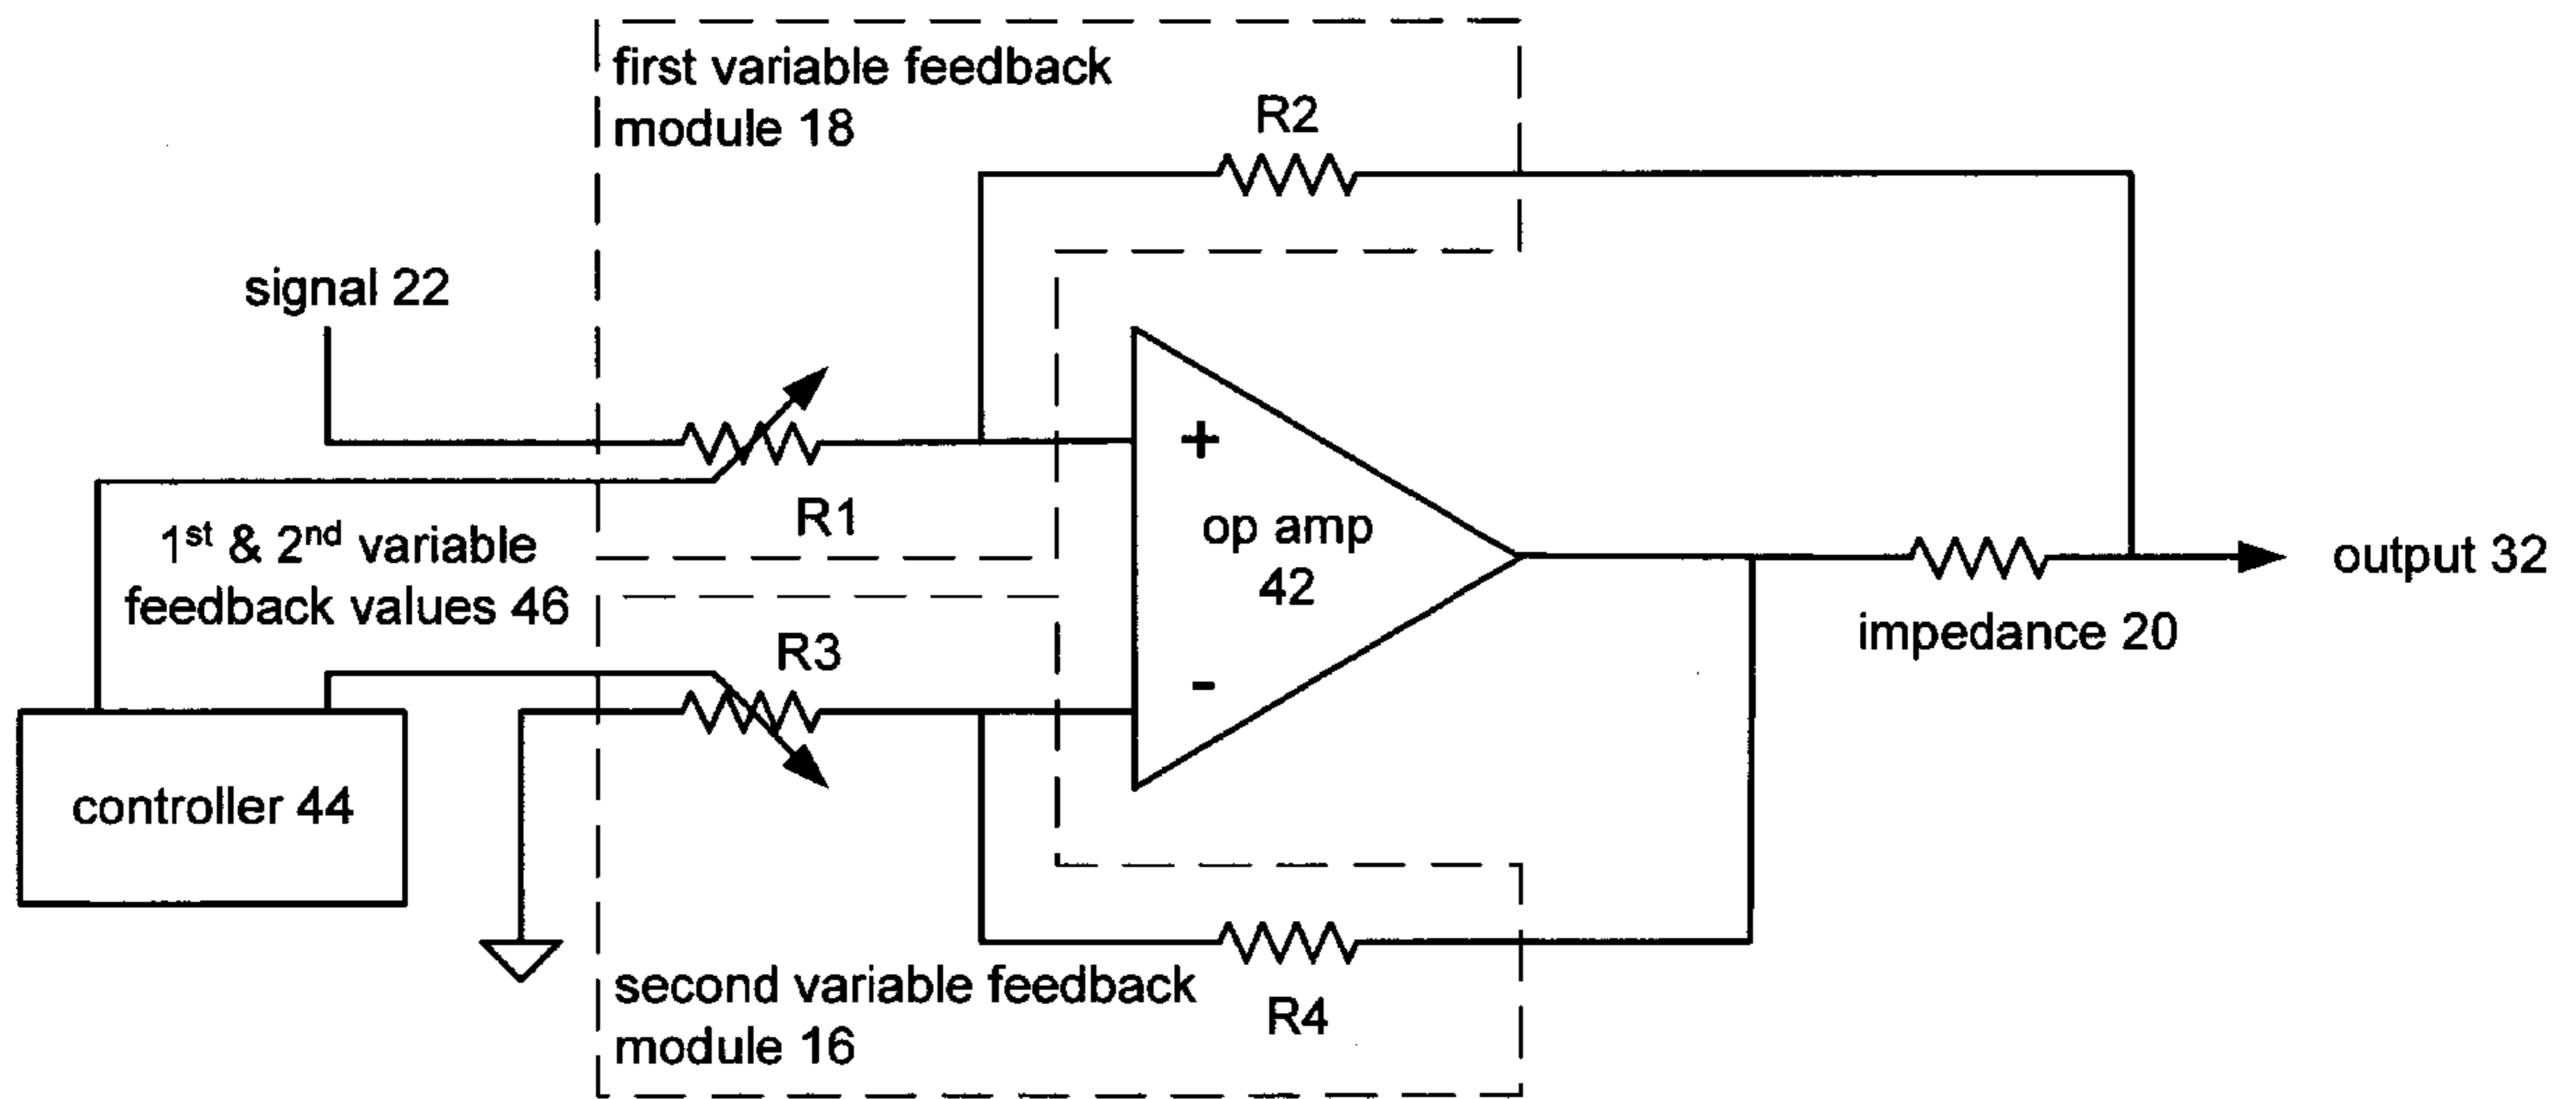 first variable feedback
module 18
R2
signal 22
+
R1
op amp
42
1st & 2nd variable
feedback values 46
output 32
impedance 20
R3
-
controller 44
second variable feedback
module 16
R4